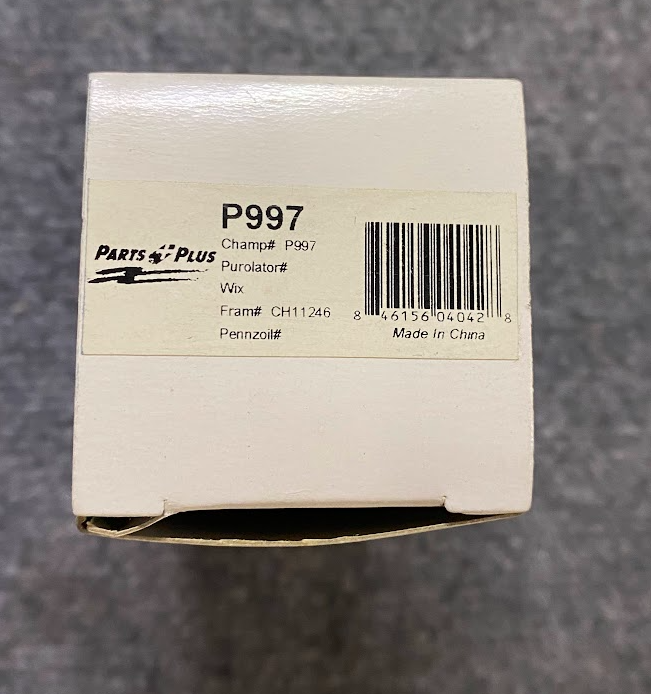 P997
PARTS PLUS
Champ# P997
Purolator#
Wix
Fram# CH11246
Pennzoil#
8 46156 04042 8
Made In China